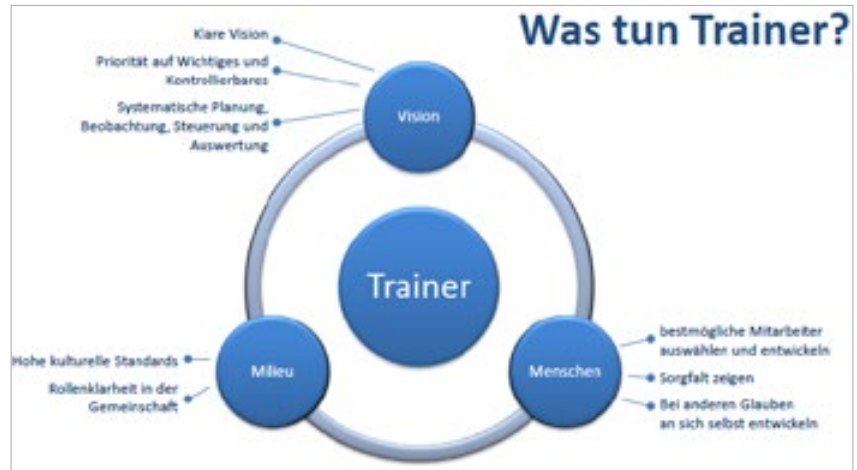 Was tun Trainer?
Klare Vision
Priorität auf Wichtiges und
Kontrollierbares
Systematische Planung,
Beobachtung, Steuerung und
Auswertung
Vision
Trainer
Hohe kulturelle Standards
Rollenklarheit in der
Gemeinschaft
Milieu
Menschen
bestmögliche Mitarbeiter
auswählen und entwickeln
Sorgfalt zeigen
Bei anderen Glauben
an sich selbst entwickeln